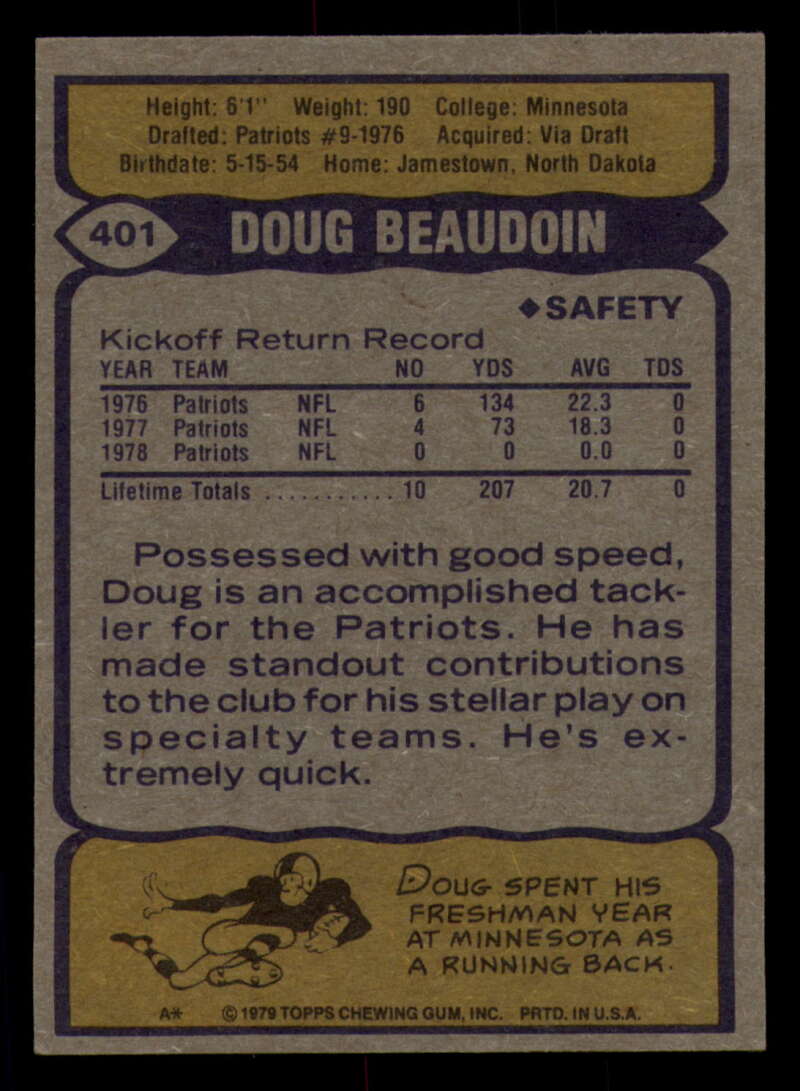 Height: 6'1" Weight: 190 College: Minnesota
Drafted: Patriots #9-1976 Acquired: Via Draft
Birthdate: 5-15-54 Home: Jamestown, North Dakota
401 DOUG BEAUDOIN
◆SAFETY
Kickoff Return Record
YEAR TEAM NO YDS AVG TDS
1976 Patriots NFL 6 134 22.3 0
1977 Patriots NFL 4 73 18.3 0
1978 Patriots NFL 0 0 0.0 0
Lifetime Totals ........... 10 207 20.7 0
Possessed with good speed,
Doug is an accomplished tack-
ler for the Patriots. He has
made standout contributions
to the club for his stellar play on
specialty teams. He's ex-
tremely quick.
DOUG SPENT HIS
FRESHMAN YEAR
AT MINNESOTA AS
A RUNNING BACK.
A* © 1979 TOPPS CHEWING GUM, INC. PRTD. IN U.S.A.